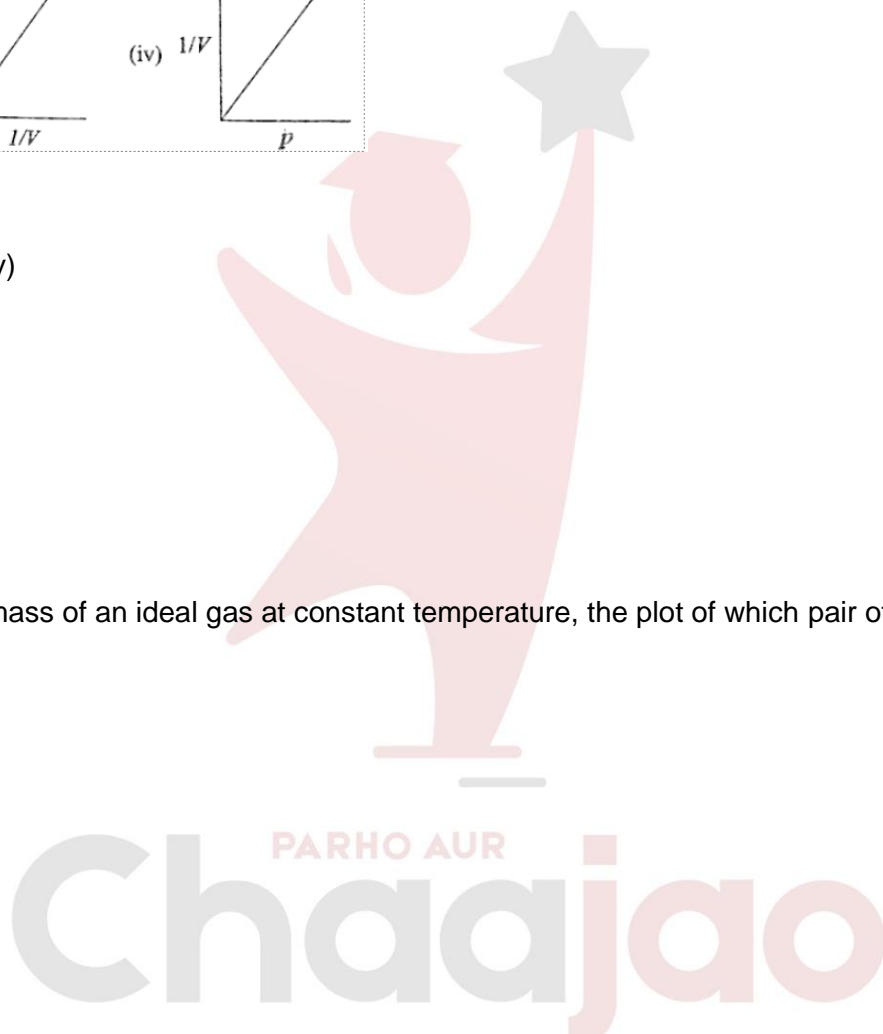 (iv) 1/V
1/V p
v)
mass of an ideal gas at constant temperature, the plot of which pair of
PARHO AUR
Chaajao